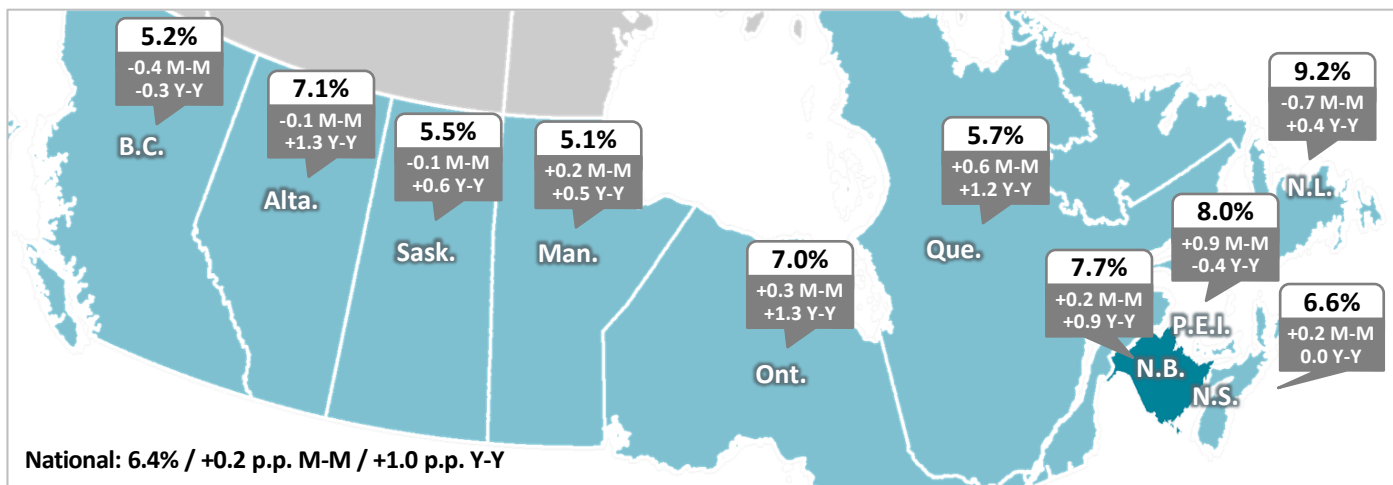 5.2%
-0.4 M-M
-0.3 Y-Y
B.C.
7.1%
-0.1 M-M
+1.3 Y-Y
Alta.
5.5%
-0.1 M-M
+0.6 Y-Y
Sask.
5.1%
+0.2 M-M
+0.5 Y-Y
Man.
7.0%
+0.3 M-M
+1.3 Y-Y
Ont.
5.7%
+0.6 M-M
+1.2 Y-Y
Que.
9.2%
-0.7 M-M
+0.4 Y-Y
N.L.
8.0%
+0.9 M-M
-0.4 Y-Y
P.E.I.
7.7%
+0.2 M-M
+0.9 Y-Y
N.B.
6.6%
+0.2 M-M
0.0 Y-Y
N.S.
National: 6.4% / +0.2 p.p. M-M / +1.0 p.p. Y-Y